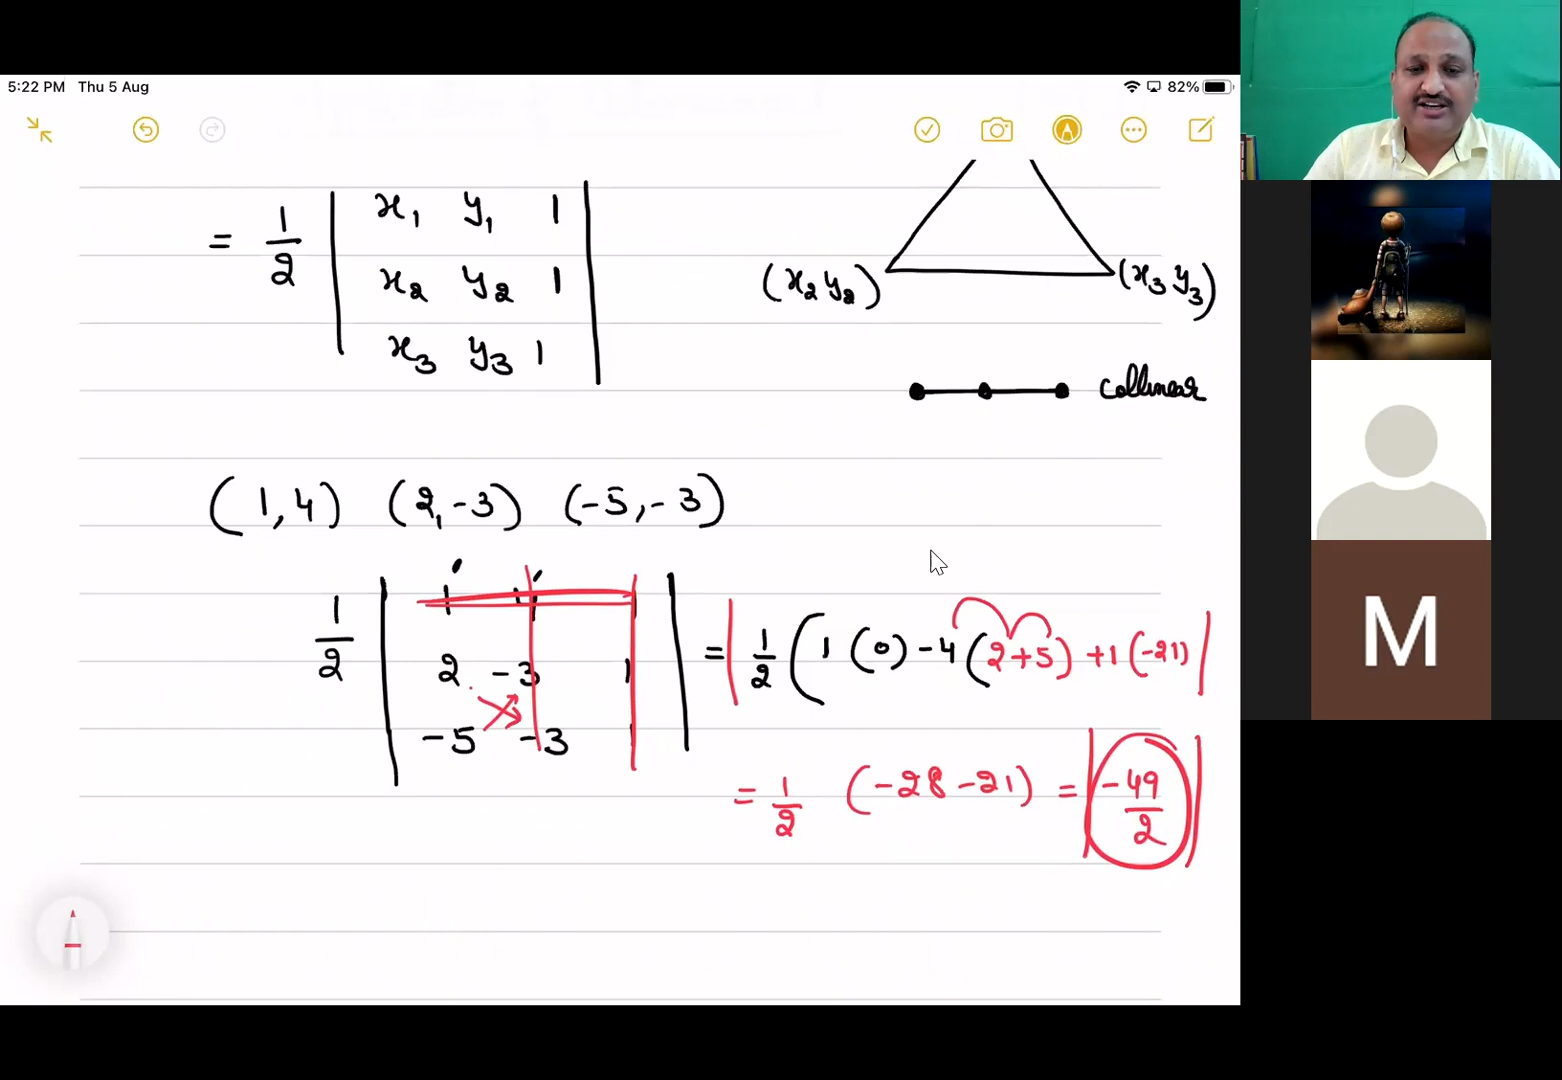 5:22 PM Thu 5 Aug 82%
= 1/2 | x₁ y₁ 1
x₂ y₂ 1
x₃ y₃ 1 |
(x₂ y₂) (x₃ y₃)
collinear
(1,4) (2,-3) (-5,-3)
1/2 | 1 4 1
2 -3 1
-5 -3 1 | = | 1/2 ( 1 (0) -4 (2+5) +1 (-21) |
= 1/2 (-28 -21) = | -49/2 |
M